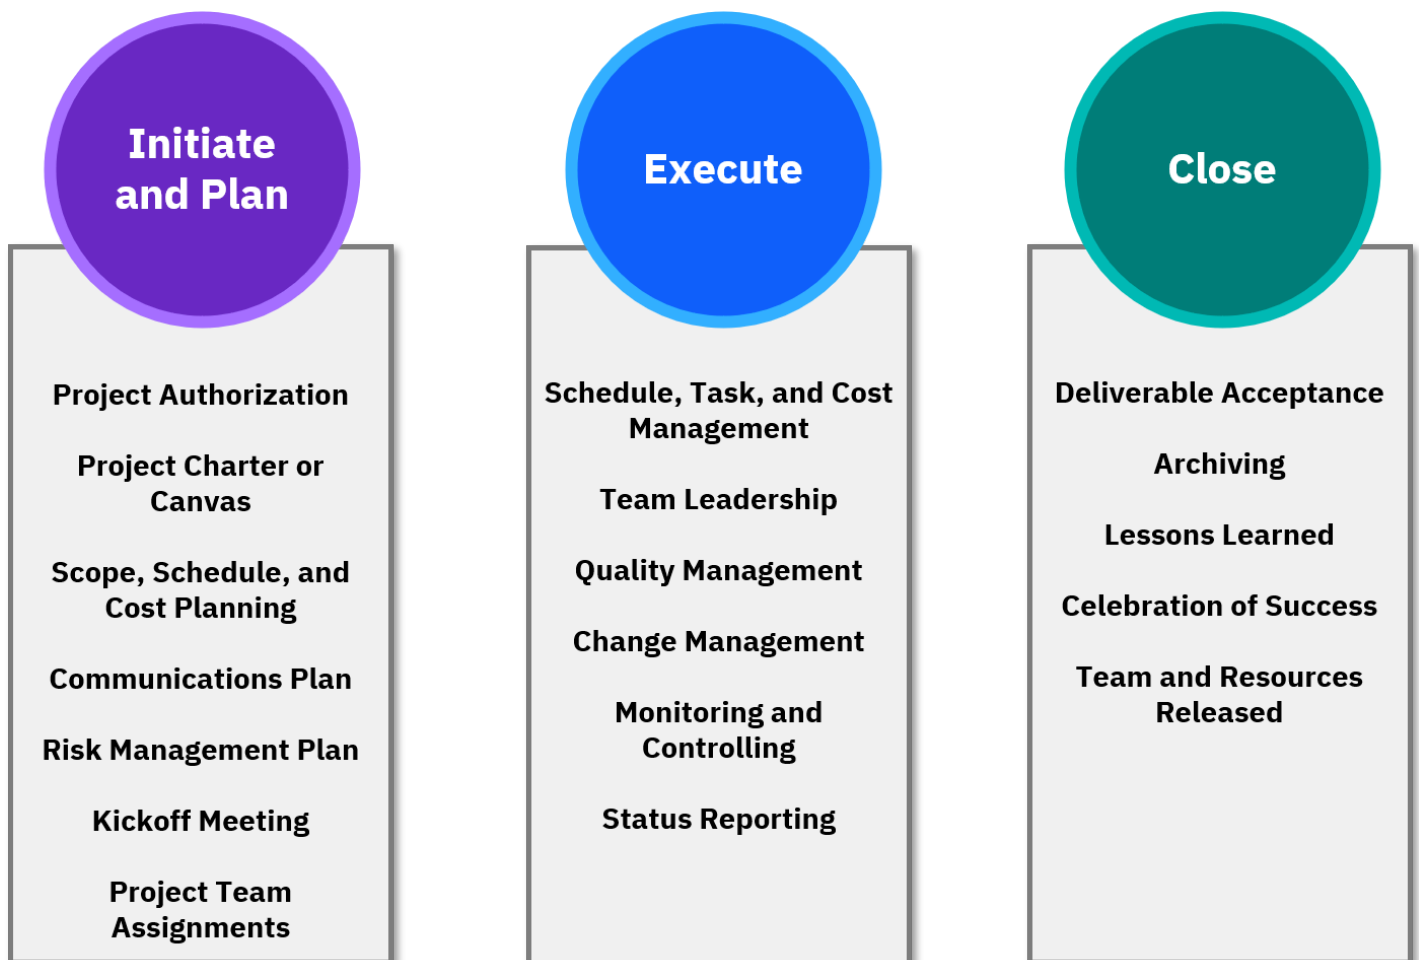 Initiate
and Plan
Project Authorization
Project Charter or
Canvas
Scope, Schedule, and
Cost Planning
Communications Plan
Risk Management Plan
Kickoff Meeting
Project Team
Assignments
Execute
Schedule, Task, and Cost
Management
Team Leadership
Quality Management
Change Management
Monitoring and
Controlling
Status Reporting
Close
Deliverable Acceptance
Archiving
Lessons Learned
Celebration of Success
Team and Resources
Released